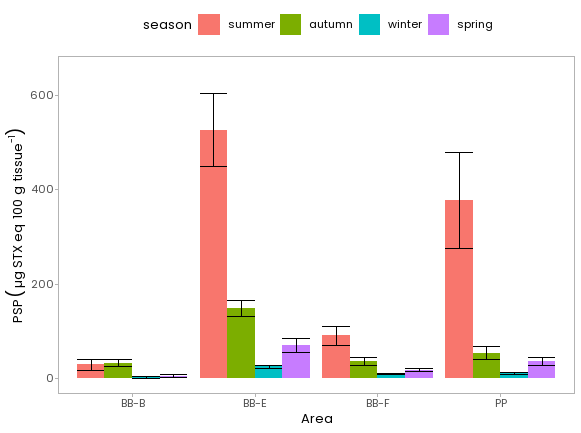 season summer autumn winter spring
600
400
200
0
PSP ( µg STX eq 100 g tissue⁻¹)
BB-B BB-E BB-F PP
Area